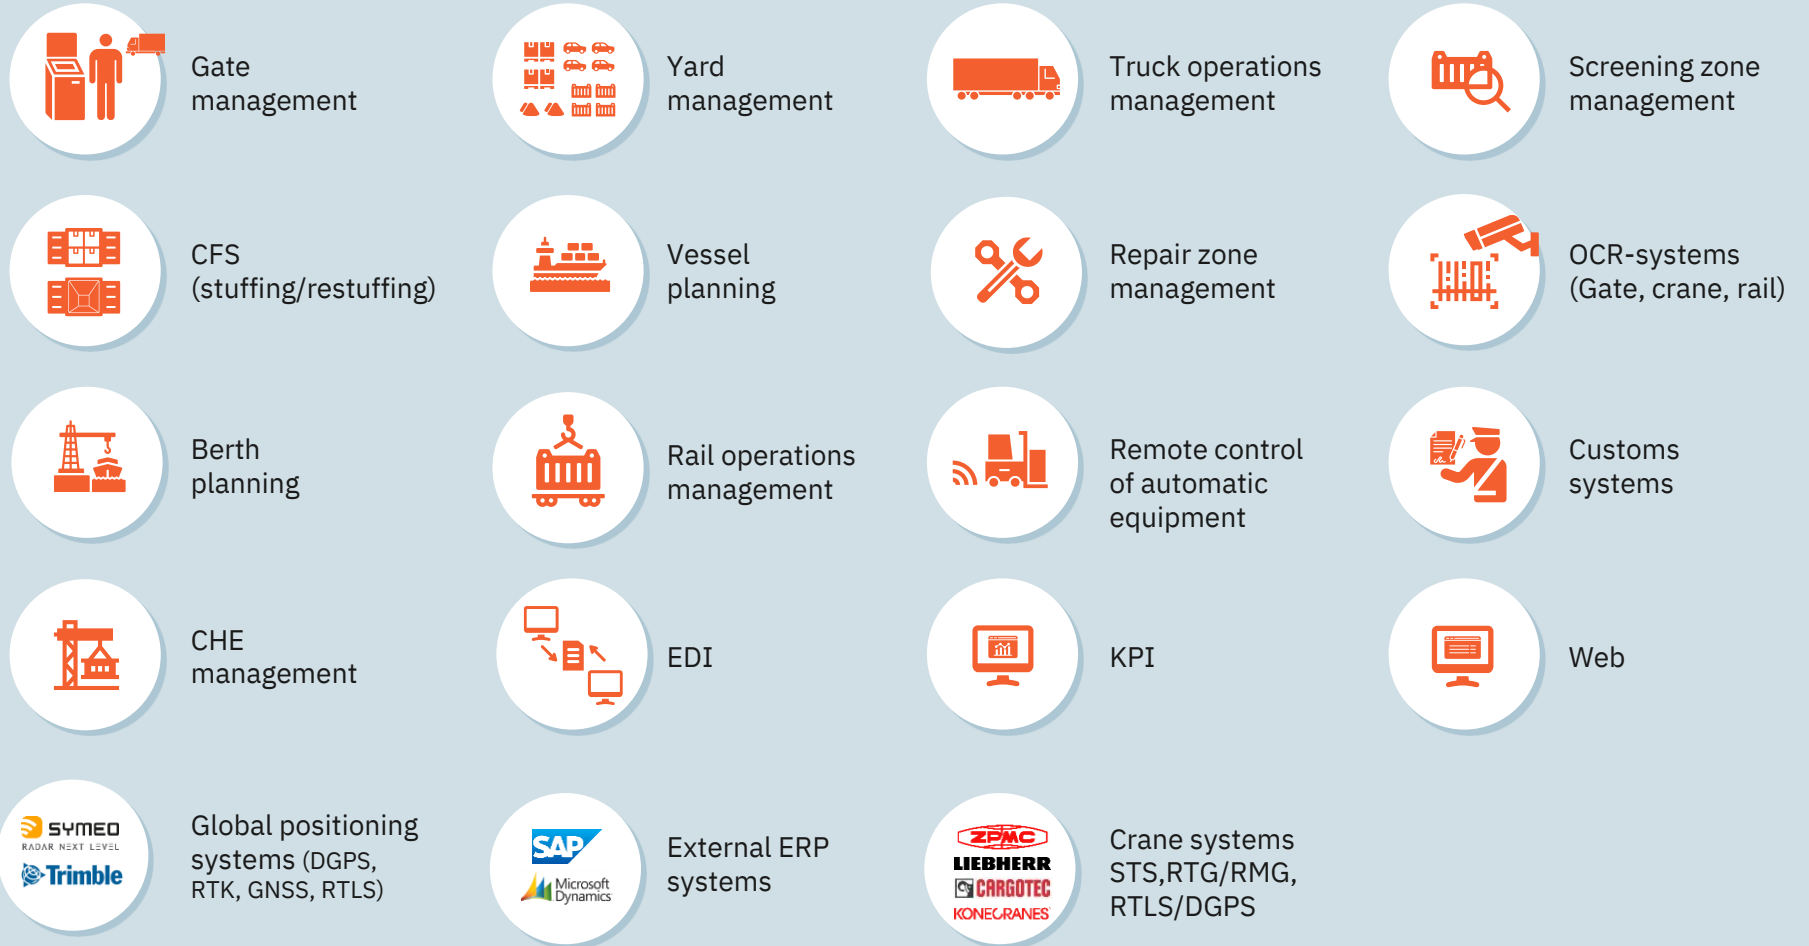 Gate
management
Yard
management
Truck operations
management
Screening zone
management
CFS
(stuffing/restuffing)
Vessel
planning
Repair zone
management
OCR-systems
(Gate, crane, rail)
Berth
planning
Rail operations
management
Remote control
of automatic
equipment
Customs
systems
CHE
management
EDI
KPI
Web
SYMEO
RADAR NEXT LEVEL
Trimble
Global positioning
systems (DGPS,
RTK, GNSS, RTLS)
SAP
Microsoft
Dynamics
External ERP
systems
ZPMC
LIEBHERR
CARGOTEC
KONECRANES
Crane systems
STS,RTG/RMG,
RTLS/DGPS